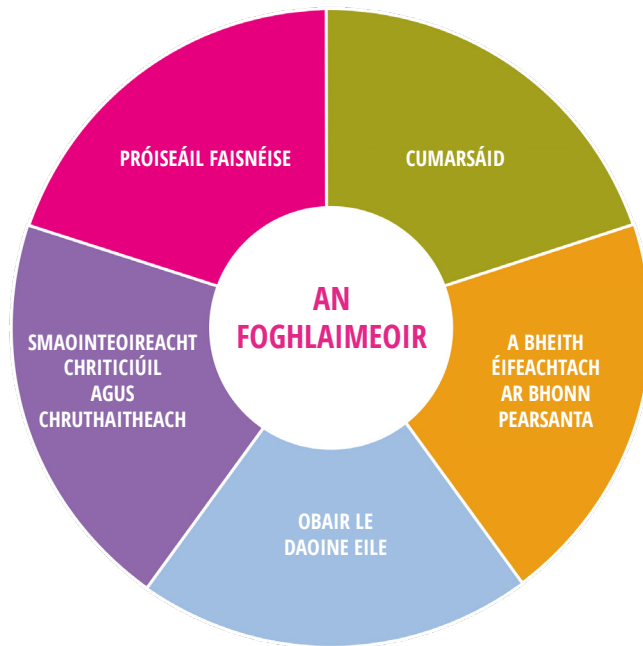 PRÓISEÁIL FAISNÉISE
CUMARSÁID
AN
FOGHLAIMEOIR
SMAOINTEOIREACHT
CHRITICIÚIL
AGUS
CHRUTHAITHEACH
A BHEITH
ÉIFEACHTACH
AR BHONN
PEARSANTA
OBAIR LE
DAOINE EILE